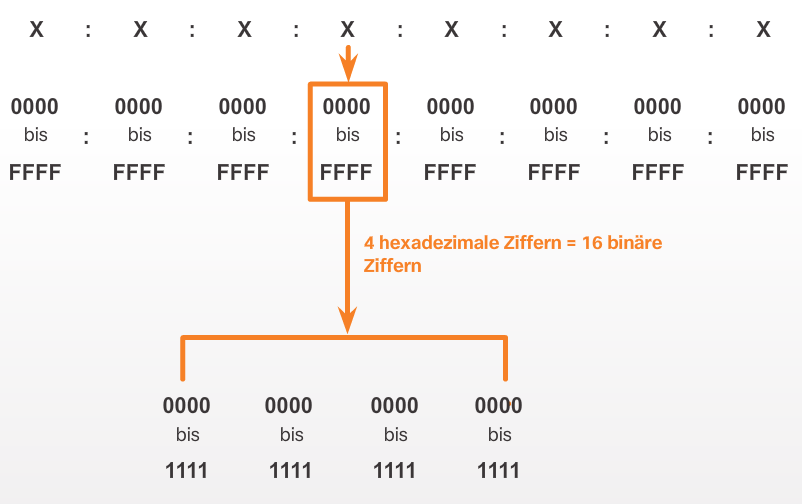 X : X : X : X : X : X : X : X
0000 0000 0000 0000 0000 0000 0000 0000
bis : bis : bis : bis : bis : bis : bis : bis
FFFF FFFF FFFF FFFF FFFF FFFF FFFF FFFF
4 hexadezimale Ziffern = 16 binäre
Ziffern
0000 0000 0000 0000
bis bis bis bis
1111 1111 1111 1111